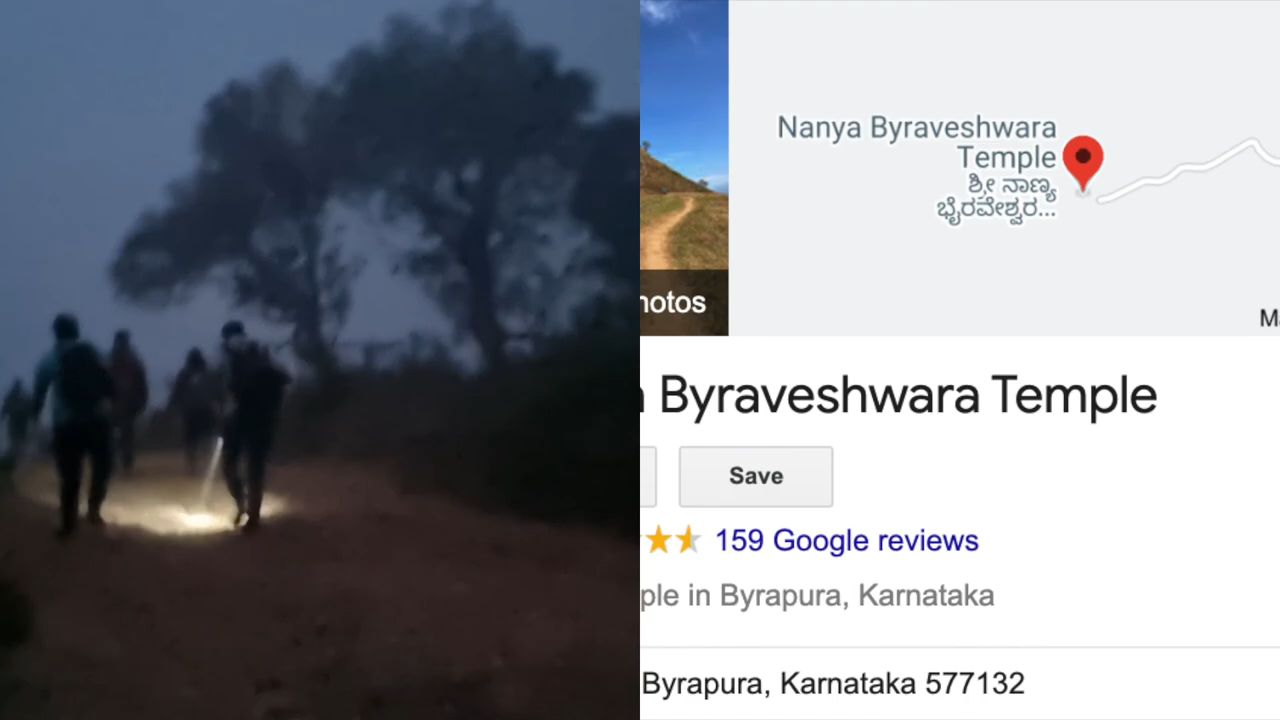 Nanya Byraveshwara
Temple
ಶ್ರೀ ನಾಣ್ಯ
ಭೈರವೇಶ್ವರ...
hotos
Byraveshwara Temple
Save
159 Google reviews
ple in Byrapura, Karnataka
Byrapura, Karnataka 577132